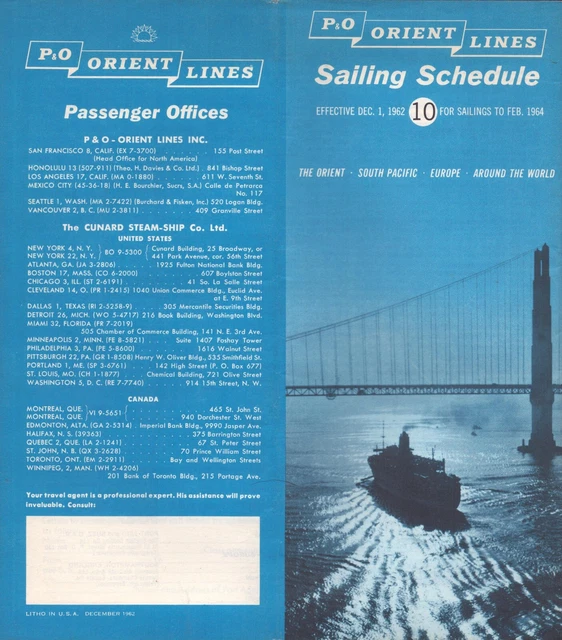 P&O ORIENT LINES
Passenger Offices
P & O - ORIENT LINES INC.
SAN FRANCISCO 8, CALIF. (EX 7-3700) . . . . . . . 155 Post Street
(Head Office for North America)
HONOLULU 13 (507-911) (Theo. H. Davies & Co. Ltd.) . 841 Bishop Street
LOS ANGELES 17, CALIF. (MA 0-1880) . . . . . . . 611 W. Seventh St.
MEXICO CITY (45-36-18) (H. E. Bourchier, Sucrs, S.A.) Calle de Petrarca
No. 117
SEATTLE 1, WASH. (MA 2-7422) (Burchard & Fisken, Inc.) 520 Logan Bldg.
VANCOUVER 2, B. C. (MU 2-3811) . . . . . . . 409 Granville Street
The CUNARD STEAM-SHIP Co. Ltd.
UNITED STATES
NEW YORK 4, N. Y. } BO 9-5300 { Cunard Building, 25 Broadway, or
NEW YORK 22, N. Y. 441 Park Avenue, cor. 56th Street
ATLANTA, GA. (JA 3-2806) . . . . . 1925 Fulton National Bank Bldg.
BOSTON 17, MASS. (CO 6-2000) . . . . . . . 607 Boylston Street
CHICAGO 3, ILL. (ST 2-6191) . . . . . . . 41 So. La Salle Street
CLEVELAND 14, O. (PR 1-2415) 1040 Union Commerce Bldg., Euclid Ave.
at E. 9th Street
DALLAS 1, TEXAS (RI 2-5258-9) . . . . . 305 Mercantile Securities Bldg.
DETROIT 26, MICH. (WO 5-4717) 216 Book Building, Washington Blvd.
MIAMI 32, FLORIDA (FR 7-2019)
505 Chamber of Commerce Building, 141 N. E. 3rd Ave.
MINNEAPOLIS 2, MINN. (FE 8-5821) . . . Suite 1407 Foshay Tower
PHILADELPHIA 3, PA. (PE 5-8600) . . . . . . . 1616 Walnut Street
PITTSBURGH 22, PA. (GR 1-8508) Henry W. Oliver Bldg., 535 Smithfield St.
PORTLAND 1, ME. (SP 3-6761) . . . . 142 High Street (P. O. Box 677)
ST. LOUIS, MO. (CH 1-1877) . . . . . Chemical Building, 721 Olive Street
WASHINGTON 5, D. C. (RE 7-7740) . . . . . . 914 15th Street, N. W.
CANADA
MONTREAL, QUE. } VI 9-5651 { . . . . . . . 465 St. John St.
MONTREAL, QUE. . . . . . 940 Dorchester St. West
EDMONTON, ALTA. (GA 2-5314) . Imperial Bank Bldg., 9990 Jasper Ave.
HALIFAX, N. S. (39363) . . . . . . . 375 Barrington Street
QUEBEC 2, QUE. (LA 2-1241) . . . . . . . 67 St. Peter Street
ST. JOHN, N. B. (OX 3-2628) . . . . . . 70 Prince William Street
TORONTO, ONT. (EM 2-2911) . . . . . Bay and Wellington Streets
WINNIPEG, 2, MAN. (WH 2-4206)
201 Bank of Toronto Bldg., 215 Portage Ave.
Your travel agent is a professional expert. His assistance will prove
invaluable. Consult:
LITHO IN U.S.A. DECEMBER 1962
P&O ORIENT LINES
Sailing Schedule
EFFECTIVE DEC. 1, 1962 10 FOR SAILINGS TO FEB. 1964
THE ORIENT · SOUTH PACIFIC · EUROPE · AROUND THE WORLD